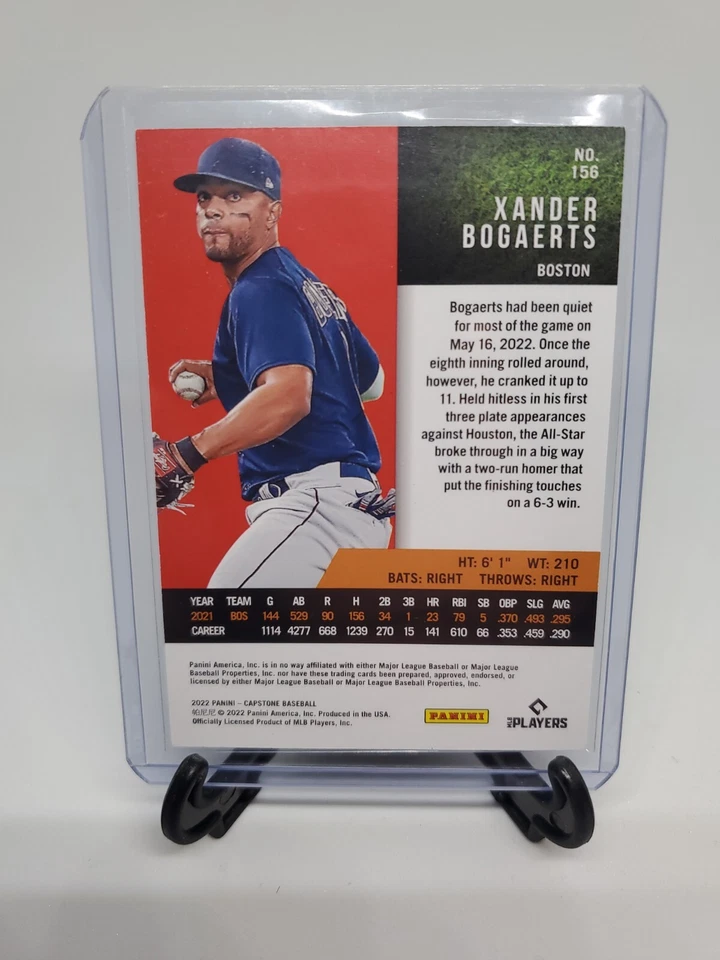 NO.
156
XANDER
BOGAERTS
BOSTON
Bogaerts had been quiet
for most of the game on
May 16, 2022. Once the
eighth inning rolled around,
however, he cranked it up to
11. Held hitless in his first
three plate appearances
against Houston, the All-Star
broke through in a big way
with a two-run homer that
put the finishing touches
on a 6-3 win.
HT: 6' 1" WT: 210
BATS: RIGHT THROWS: RIGHT
YEAR TEAM G AB R H 2B 3B HR RBI SB OBP SLG AVG
2021 BOS 144 529 90 156 34 1 23 79 5 .370 .493 .295
CAREER 1114 4277 668 1239 270 15 141 610 66 .353 .459 .290
Panini America, Inc. is in no way affiliated with either Major League Baseball or Major League
Baseball Properties, Inc. nor have these trading cards been prepared, approved, endorsed, or
licensed by either Major League Baseball or Major League Baseball Properties, Inc.
2022 PANINI – CAPSTONE BASEBALL
帕尼尼 © 2022 Panini America, Inc. Produced in the USA.
Officially Licensed Product of MLB Players, Inc.
PANINI
MLB PLAYERS